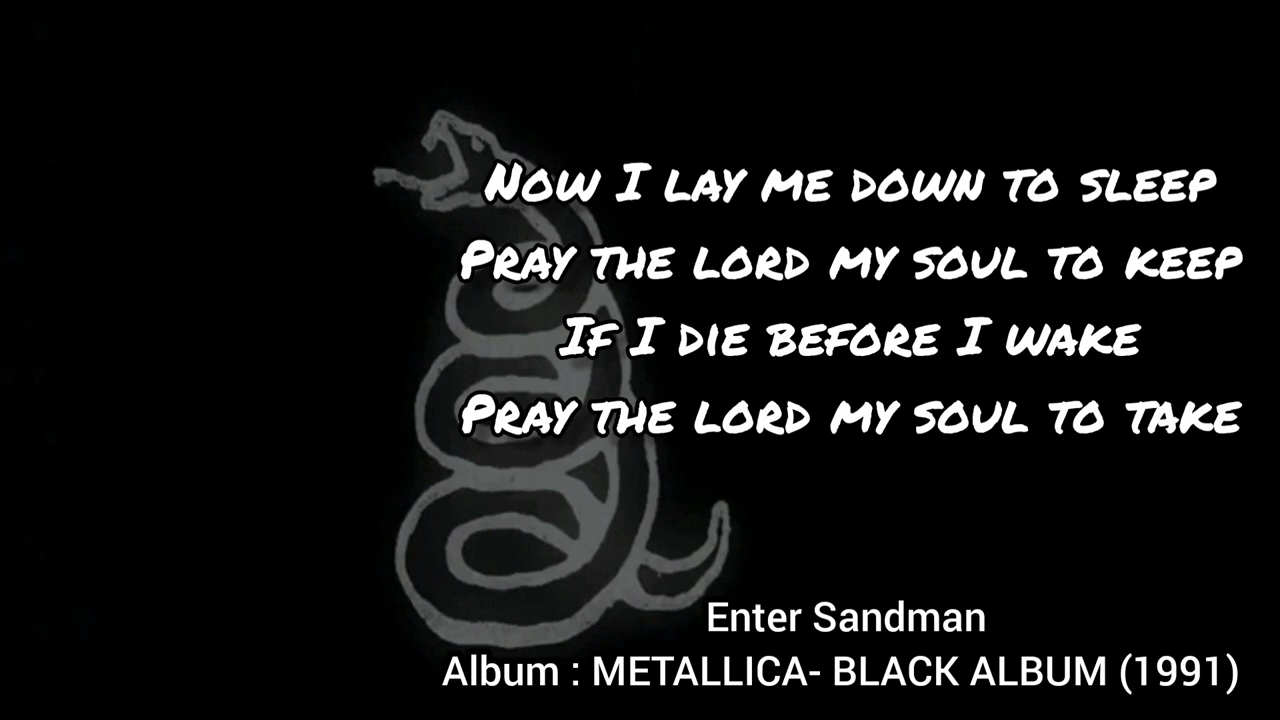 Now I lay me down to sleep
Pray the lord my soul to keep
If I die before I wake
Pray the lord my soul to take
Enter Sandman
Album : METALLICA- BLACK ALBUM (1991)